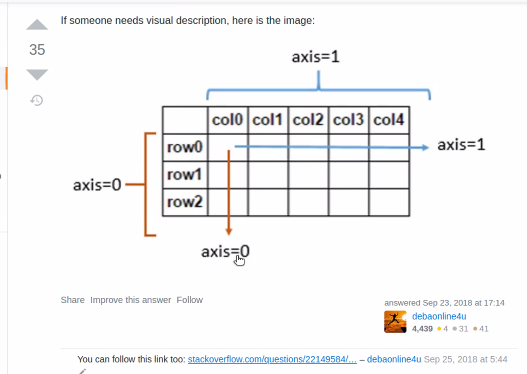 If someone needs visual description, here is the image:
35
axis=1
col0 col1 col2 col3 col4
row0
axis=1
row1
axis=0
row2
axis=0
Share Improve this answer Follow
answered Sep 23, 2018 at 17:14
debaonline4u
4,439 4 31 41
You can follow this link too: stackoverflow.com/questions/22149584/… – debaonline4u Sep 25, 2018 at 5:44